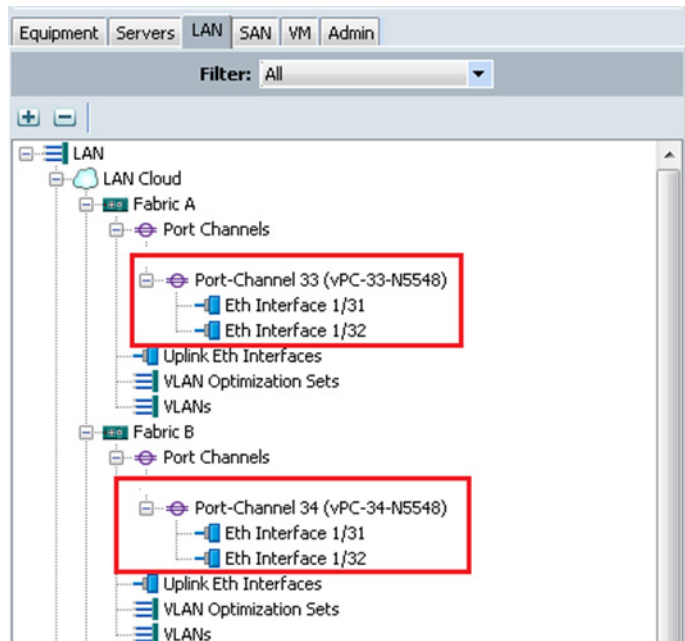 Equipment Servers LAN SAN VM Admin
Filter: All
LAN
LAN Cloud
Fabric A
Port Channels
Port-Channel 33 (vPC-33-N5548)
Eth Interface 1/31
Eth Interface 1/32
Uplink Eth Interfaces
VLAN Optimization Sets
VLANs
Fabric B
Port Channels
Port-Channel 34 (vPC-34-N5548)
Eth Interface 1/31
Eth Interface 1/32
Uplink Eth Interfaces
VLAN Optimization Sets
VLANs